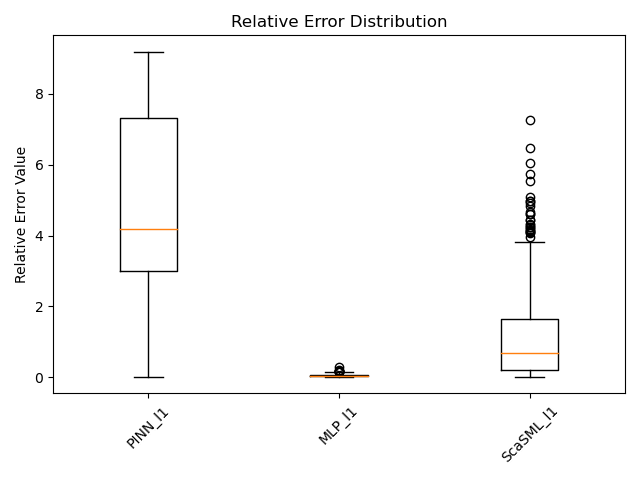 Relative Error Distribution
Relative Error Value
8
6
4
2
0
PINN_l1
MLP_l1
ScaSML_l1